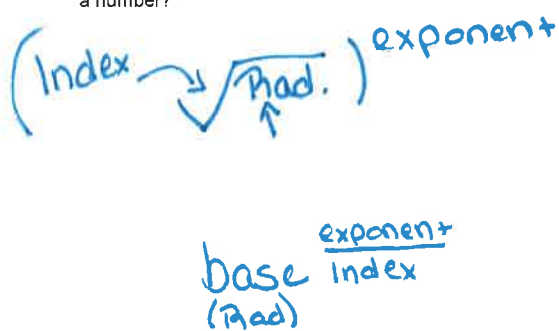 a number?
(Index √Rad.) exponent
base exponent
Index
(Rad)